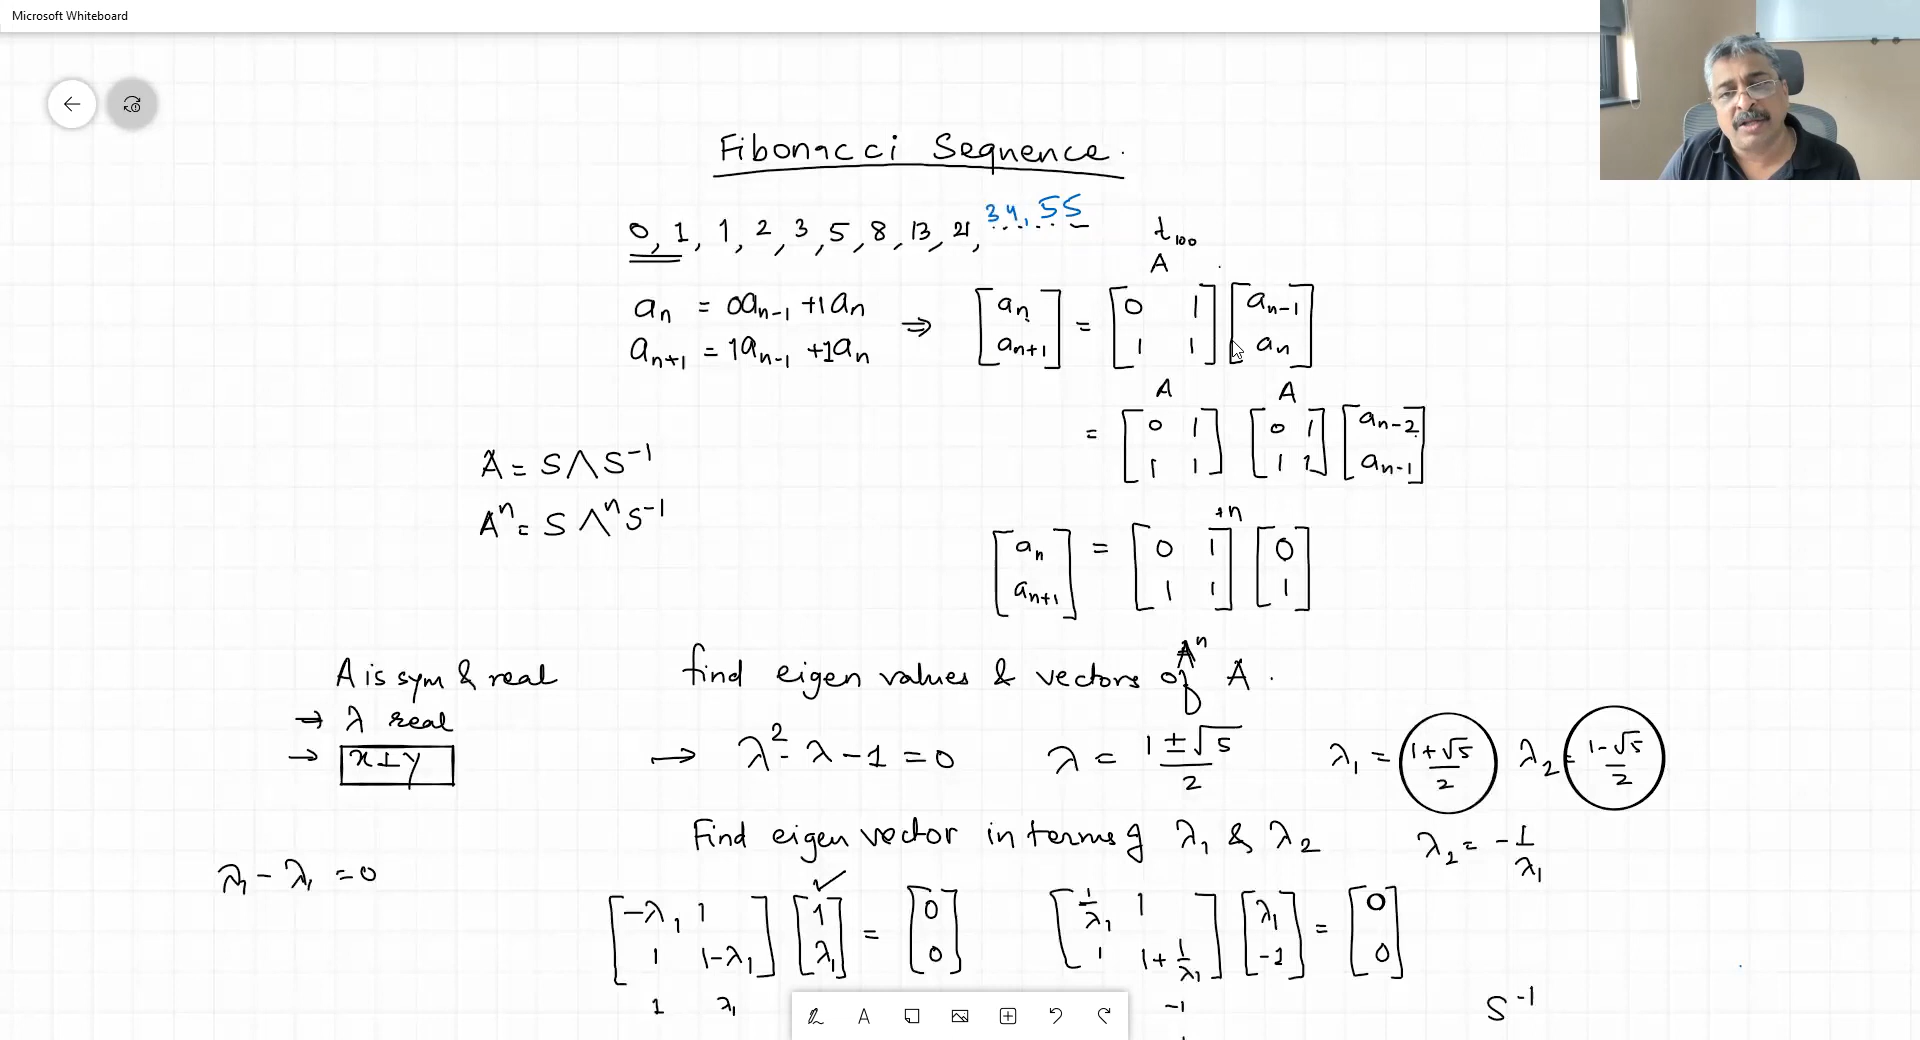 Microsoft Whiteboard
Fibonacci Sequence.
0, 1, 1, 2, 3, 5, 8, 13, 21, 34, 55
t₁₀₀
A
aₙ = 0aₙ₋₁ + 1aₙ ⇒ [aₙ; aₙ₊₁] = [0 1; 1 1] [aₙ₋₁; aₙ]
aₙ₊₁ = 1aₙ₋₁ + 1aₙ
A A
= [0 1; 1 1] [0 1; 1 1] [aₙ₋₂; aₙ₋₁]
A = S Λ S⁻¹
Aⁿ = S Λⁿ S⁻¹
[aₙ; aₙ₊₁] = [0 1; 1 1]⁺ⁿ [0; 1]
Aⁿ
A is sym & real
→ λ real
→ x ⊥ y
find eigen values & vectors of A.
→ λ² - λ - 1 = 0 λ = (1 ± √5)/2 λ₁ = (1+√5)/2 λ₂ = (1-√5)/2
Find eigen vector in terms of λ₁ & λ₂ λ₂ = -1/λ₁
λ₁ - λ₁ = 0
[-λ₁ 1; 1 1-λ₁] [1; λ₁] = [0; 0] [1/λ₁ 1; 1 1+1/λ₁] [λ₁; -1] = [0; 0]
1 λ₁ -1 S⁻¹
A